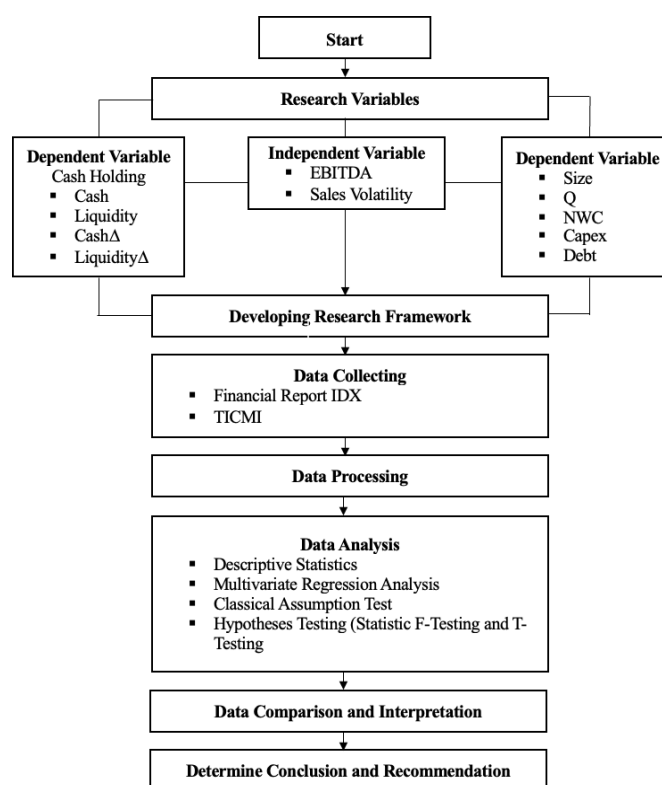 Start
Research Variables
Dependent Variable
Cash Holding
▪ Cash
▪ Liquidity
▪ CashΔ
▪ LiquidityΔ
Independent Variable
▪ EBITDA
▪ Sales Volatility
Dependent Variable
▪ Size
▪ Q
▪ NWC
▪ Capex
▪ Debt
Developing Research Framework
Data Collecting
▪ Financial Report IDX
▪ TICMI
Data Processing
Data Analysis
▪ Descriptive Statistics
▪ Multivariate Regression Analysis
▪ Classical Assumption Test
▪ Hypotheses Testing (Statistic F-Testing and T-
Testing
Data Comparison and Interpretation
Determine Conclusion and Recommendation